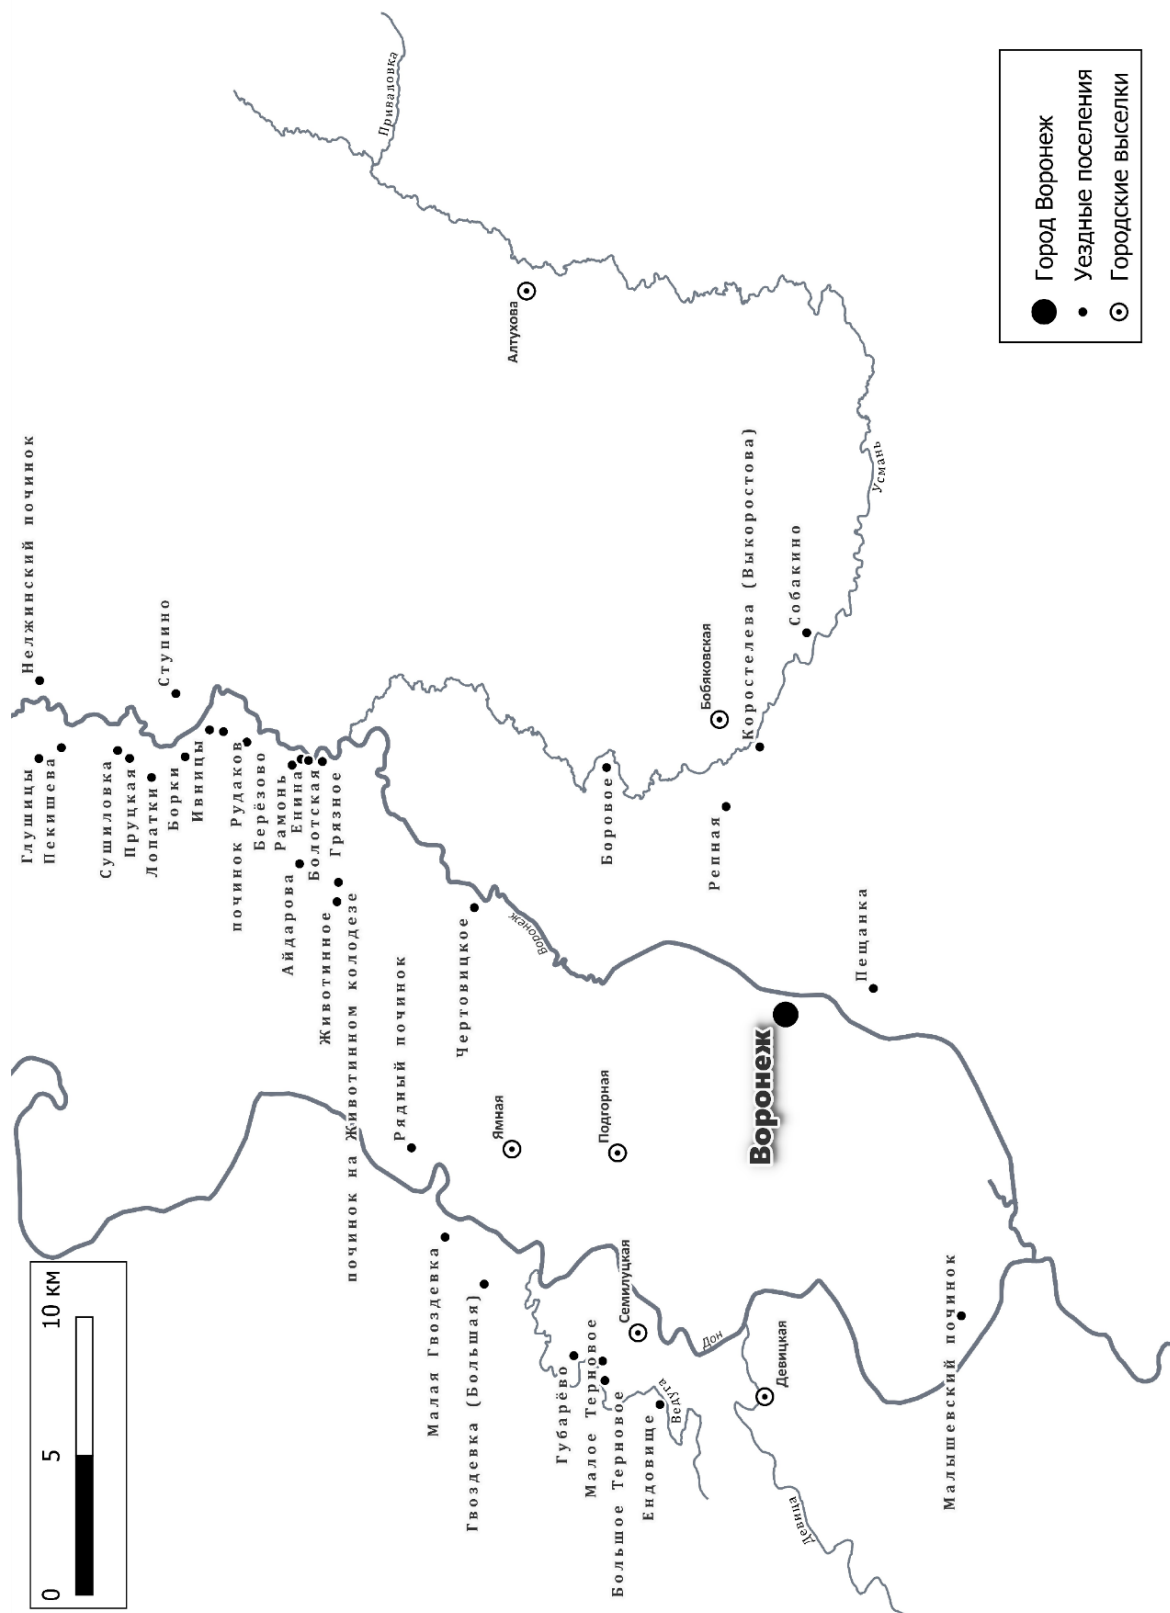 Приваловка
Алтухова
Город Воронеж
Уездные поселения
Городские выселки
Нелжинский починок
Ступино
Глушицы
Пекишева
Сушиловка
Пруцкая
Лопатки
Борки
Ивницы
починок Рудаков
Берёзово
Рамонь
Енина
Болотская
Грязное
Айдарова
Животинное
починок на Животинном колодезе
Рядный починок
Чертовицкое
Воронеж
Боровое
Репная
Бобяковская
Коростелева (Выкоростова)
Собакино
Усмань
Пещанка
Воронеж
Ямная
Подгорная
Малая Гвоздевка
Гвоздевка (Большая)
Губарёво
Малое Терновое
Большое Терновое
Ендовище
Ведуга
Семилуцкая
Дон
Девицкая
Девица
Малышевский починок
0 5 10 км